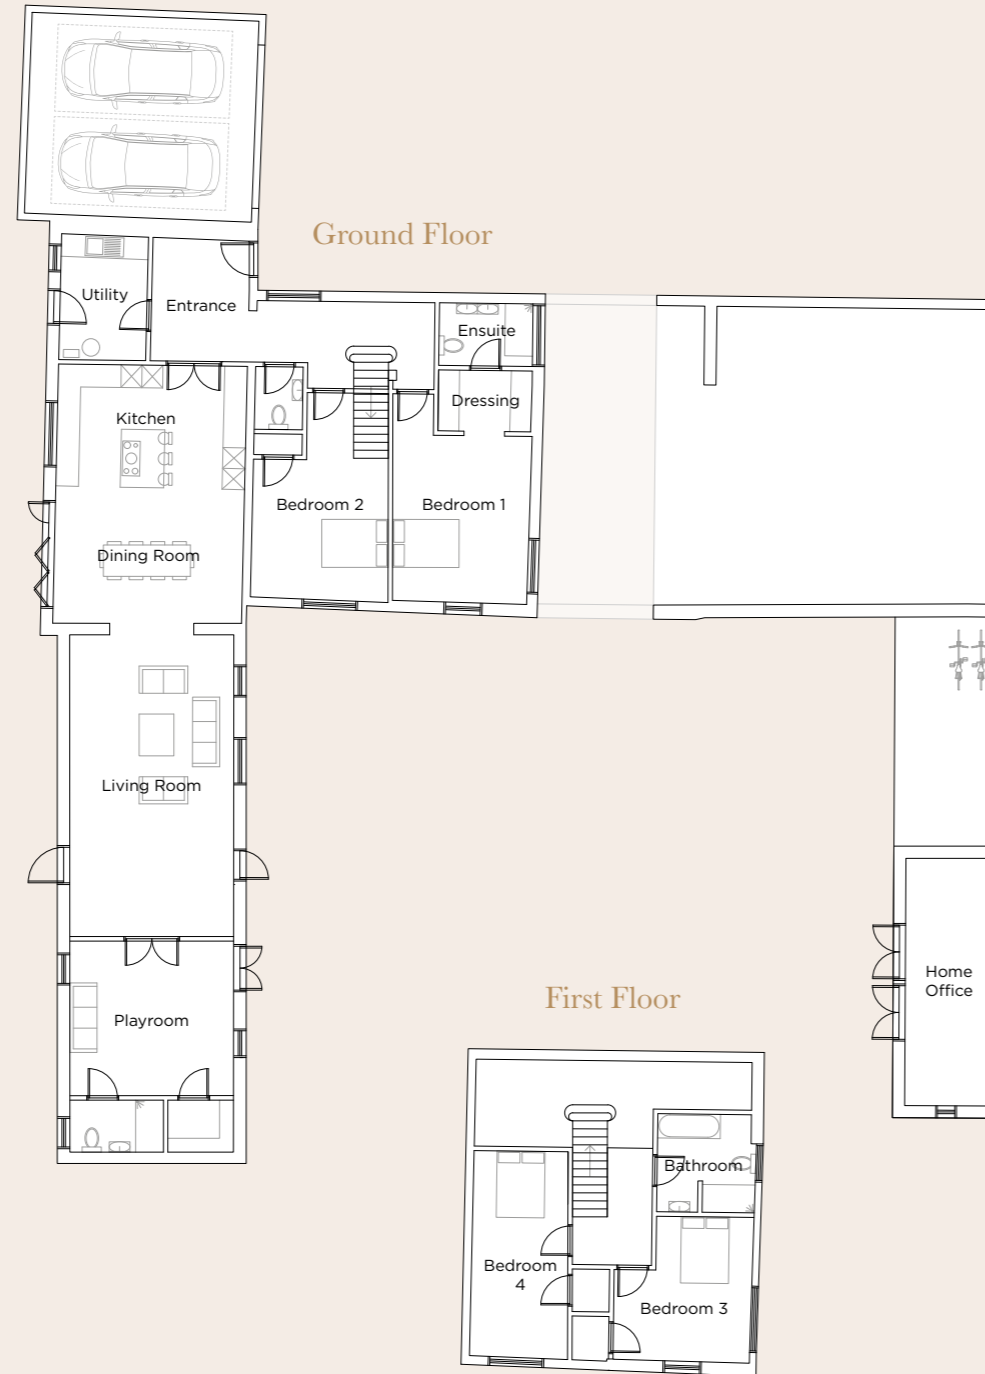 Ground Floor
Utility
Entrance
Ensuite
Dressing
Kitchen
Bedroom 2
Bedroom 1
Dining Room
Living Room
Playroom
Home
Office
First Floor
Bathroom
Bedroom
4
Bedroom 3